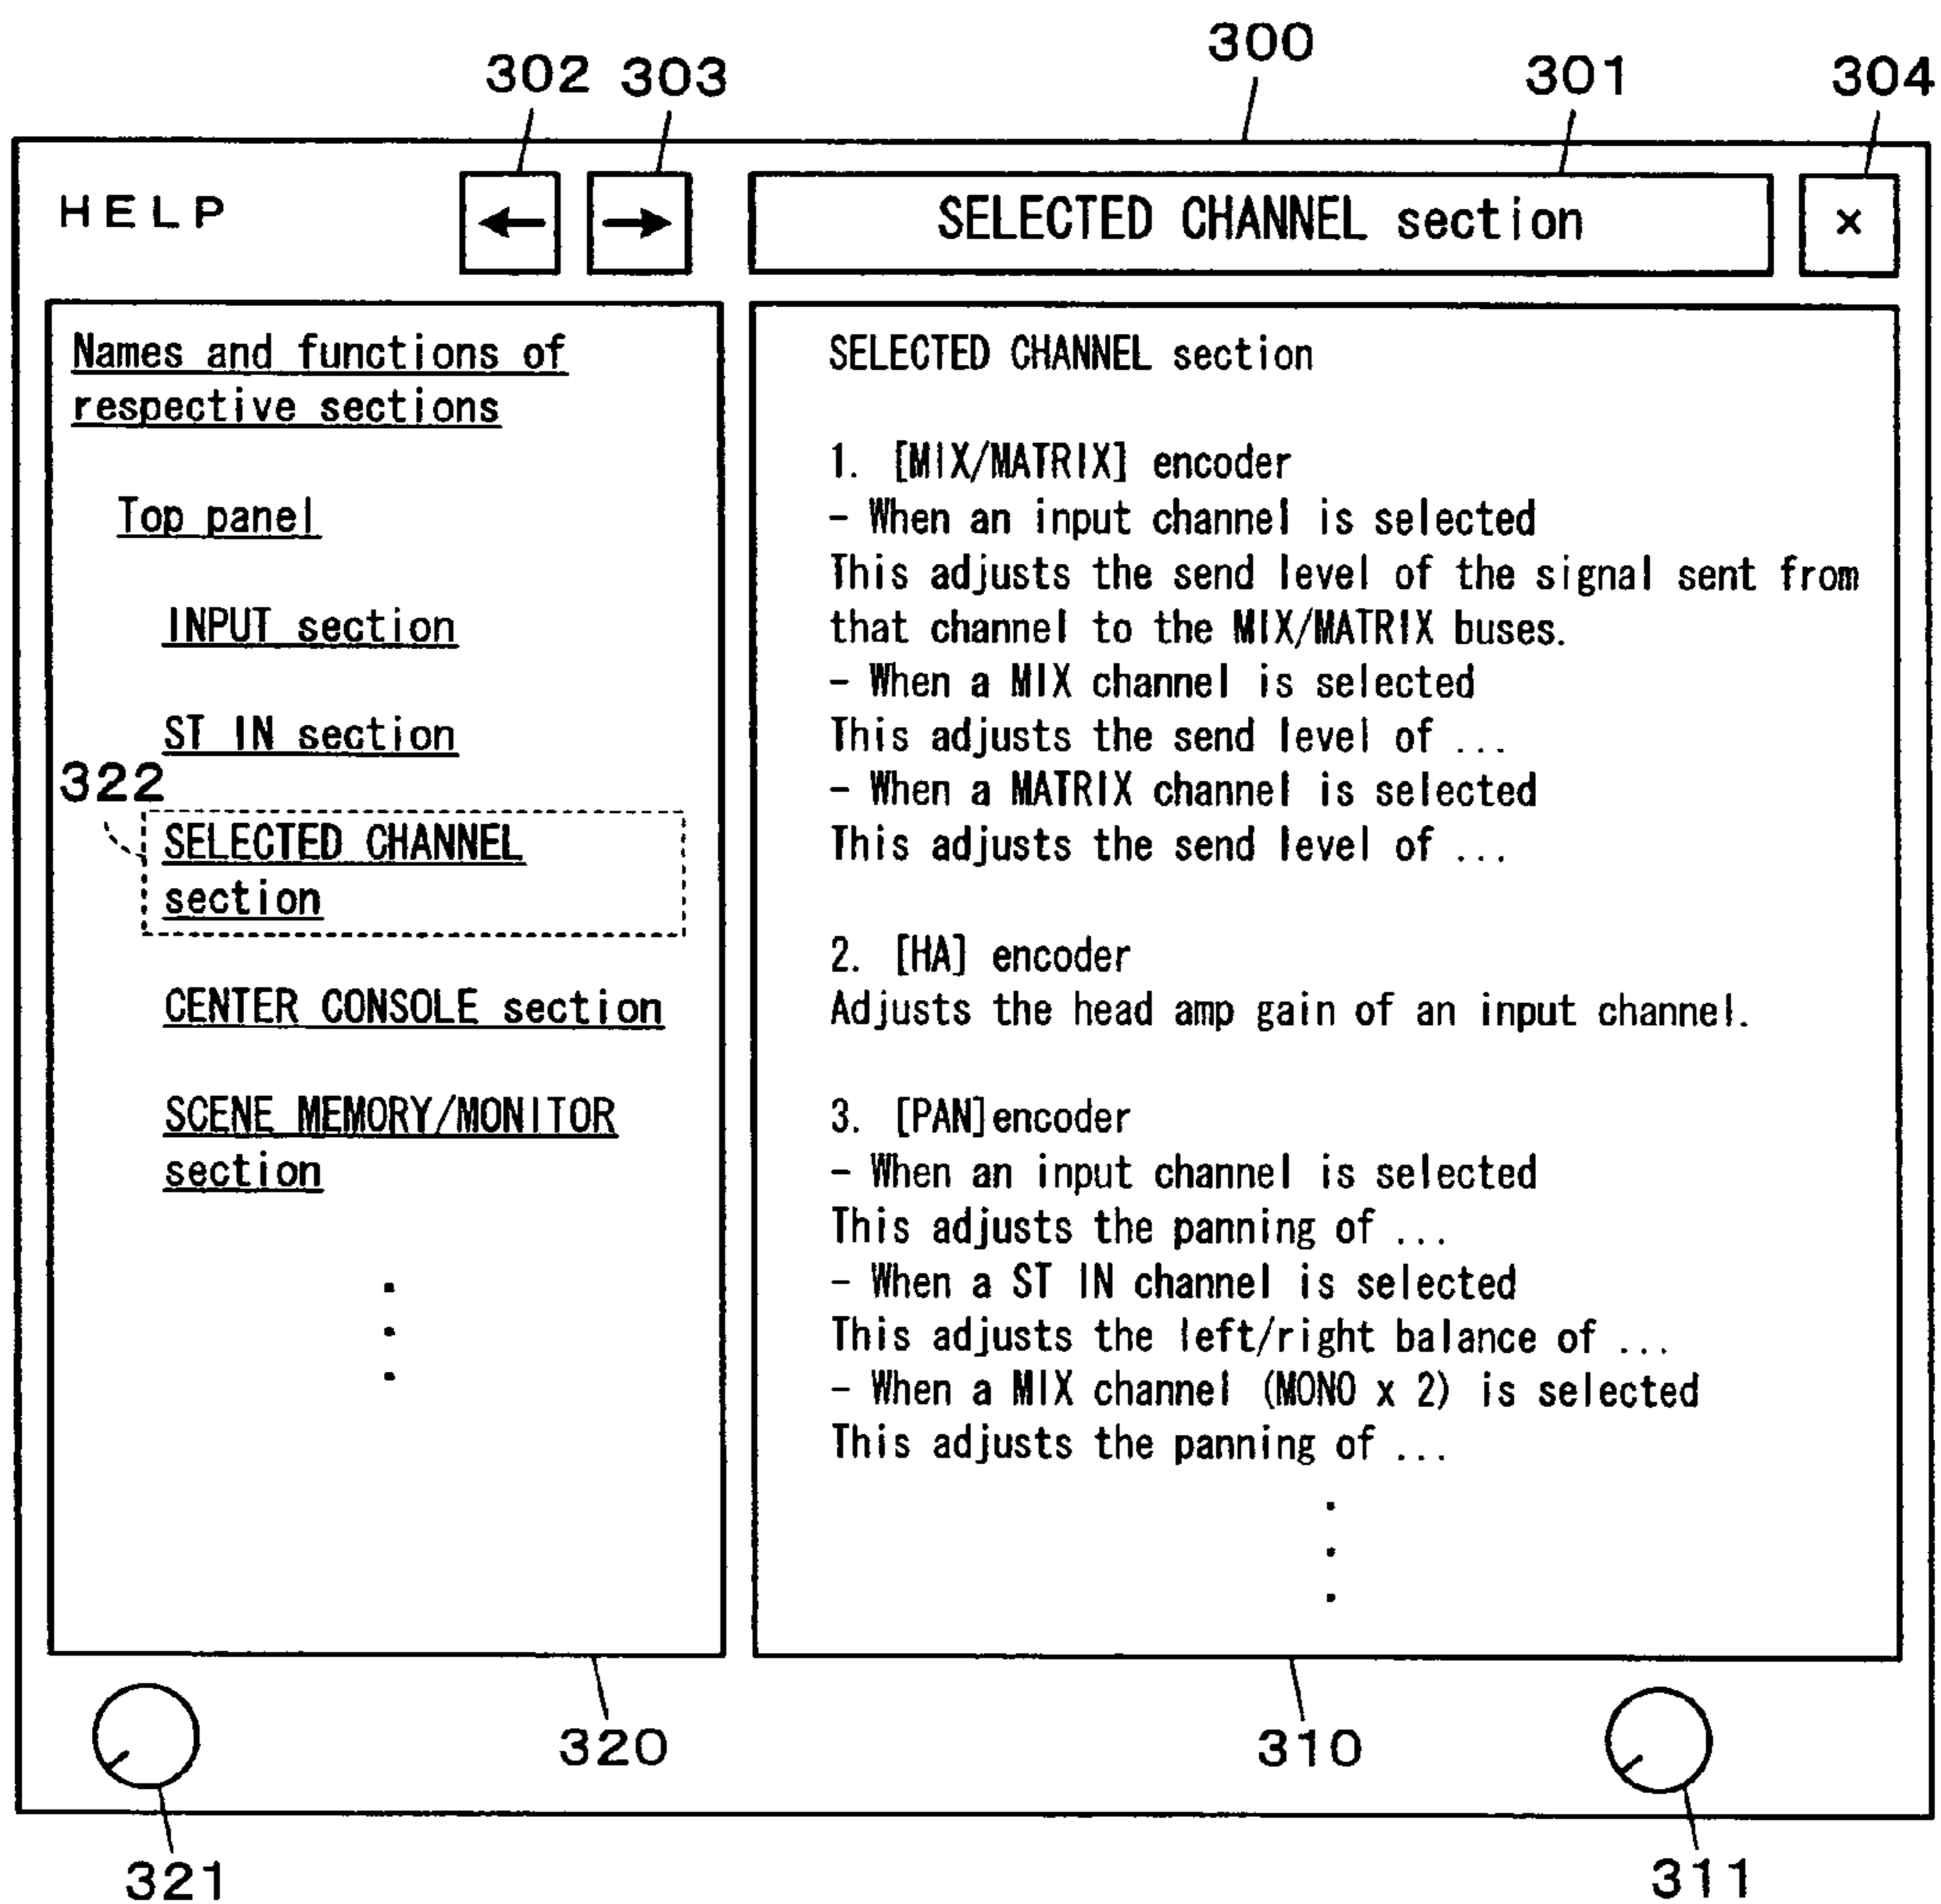 300
302 303 301 304
HELP
← →
SELECTED CHANNEL section
×
Names and functions of
respective sections
Top panel
INPUT section
ST IN section
322
SELECTED CHANNEL
section
CENTER CONSOLE section
SCENE MEMORY/MONITOR
section
.
.
.
SELECTED CHANNEL section
1. [MIX/MATRIX] encoder
- When an input channel is selected
This adjusts the send level of the signal sent from
that channel to the MIX/MATRIX buses.
- When a MIX channel is selected
This adjusts the send level of ...
- When a MATRIX channel is selected
This adjusts the send level of ...
2. [HA] encoder
Adjusts the head amp gain of an input channel.
3. [PAN]encoder
- When an input channel is selected
This adjusts the panning of ...
- When a ST IN channel is selected
This adjusts the left/right balance of ...
- When a MIX channel (MONO x 2) is selected
This adjusts the panning of ...
.
.
.
320 310
321 311